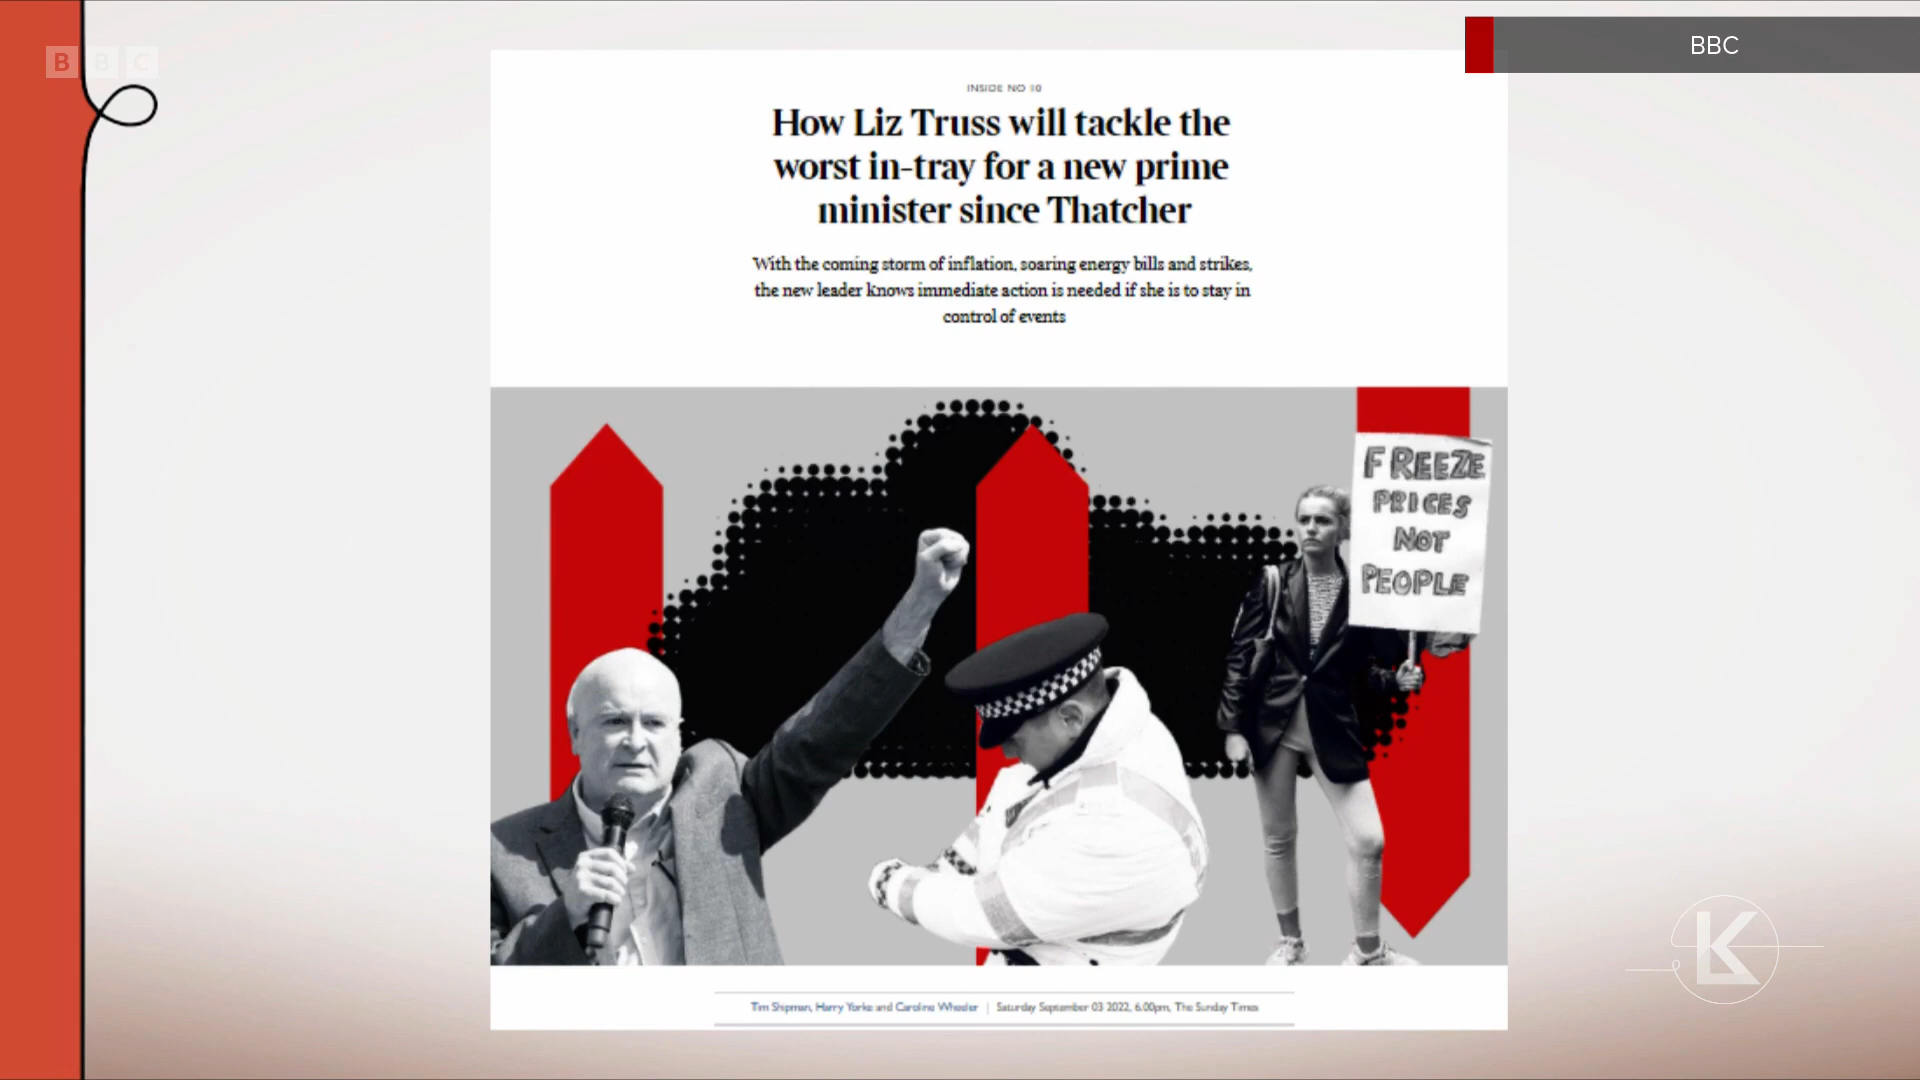 BBC
BBC
INSIDE NO 10
How Liz Truss will tackle the
worst in-tray for a new prime
minister since Thatcher
With the coming storm of inflation, soaring energy bills and strikes,
the new leader knows immediate action is needed if she is to stay in
control of events
FREEZE
PRICES
NOT
PEOPLE
LK
Tim Shipman, Harry Yorke and Caroline Wheeler | Saturday September 03 2022, 6.00pm, The Sunday Times